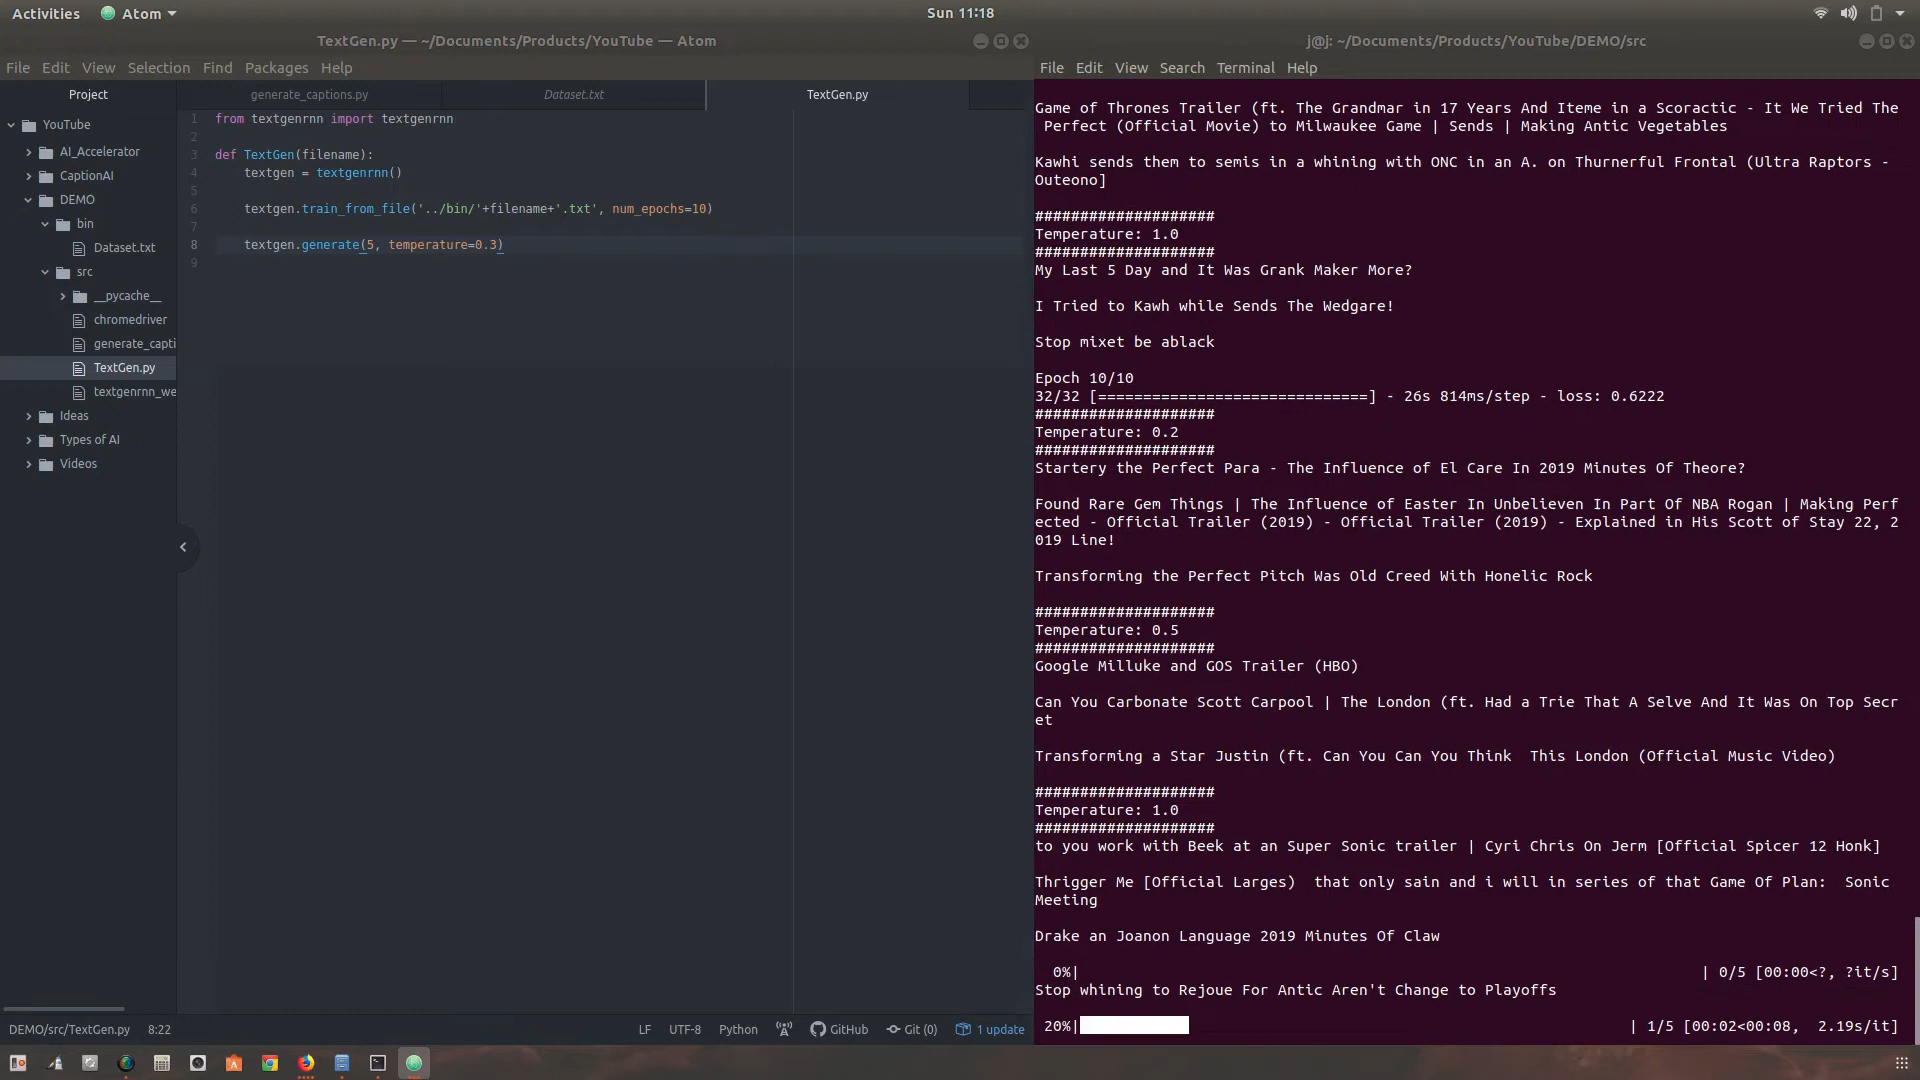 Activities Atom Sun 11:18
TextGen.py — ~/Documents/Products/YouTube — Atom
File Edit View Selection Find Packages Help
Project
generate_captions.py Dataset.txt TextGen.py
YouTube
AI_Accelerator
CaptionAI
DEMO
bin
Dataset.txt
src
__pycache__
chromedriver
generate_capti
TextGen.py
textgenrnn_we
Ideas
Types of AI
Videos
1 from textgenrnn import textgenrnn
2
3 def TextGen(filename):
4 textgen = textgenrnn()
5
6 textgen.train_from_file('../bin/'+filename+'.txt', num_epochs=10)
7
8 textgen.generate(5, temperature=0.3)
9
DEMO/src/TextGen.py 8:22 LF UTF-8 Python GitHub Git (0) 1 update
j@j: ~/Documents/Products/YouTube/DEMO/src
File Edit View Search Terminal Help
Game of Thrones Trailer (ft. The Grandmar in 17 Years And Iteme in a Scoractic - It We Tried The
Perfect (Official Movie) to Milwaukee Game | Sends | Making Antic Vegetables
Kawhi sends them to semis in a whining with ONC in an A. on Thurnerful Frontal (Ultra Raptors -
Outeono]
####################
Temperature: 1.0
####################
My Last 5 Day and It Was Grank Maker More?
I Tried to Kawh while Sends The Wedgare!
Stop mixet be ablack
Epoch 10/10
32/32 [==============================] - 26s 814ms/step - loss: 0.6222
####################
Temperature: 0.2
####################
Startery the Perfect Para - The Influence of El Care In 2019 Minutes Of Theore?
Found Rare Gem Things | The Influence of Easter In Unbelieven In Part Of NBA Rogan | Making Perf
ected - Official Trailer (2019) - Official Trailer (2019) - Explained in His Scott of Stay 22, 2
019 Line!
Transforming the Perfect Pitch Was Old Creed With Honelic Rock
####################
Temperature: 0.5
####################
Google Milluke and GOS Trailer (HBO)
Can You Carbonate Scott Carpool | The London (ft. Had a Trie That A Selve And It Was On Top Secr
et
Transforming a Star Justin (ft. Can You Can You Think  This London (Official Music Video)
####################
Temperature: 1.0
####################
to you work with Beek at an Super Sonic trailer | Cyri Chris On Jerm [Official Spicer 12 Honk]
Thrigger Me [Official Larges)  that only sain and i will in series of that Game Of Plan:  Sonic
Meeting
Drake an Joanon Language 2019 Minutes Of Claw
0%| | 0/5 [00:00<?, ?it/s]
Stop whining to Rejoue For Antic Aren't Change to Playoffs
20%| | 1/5 [00:02<00:08,  2.19s/it]